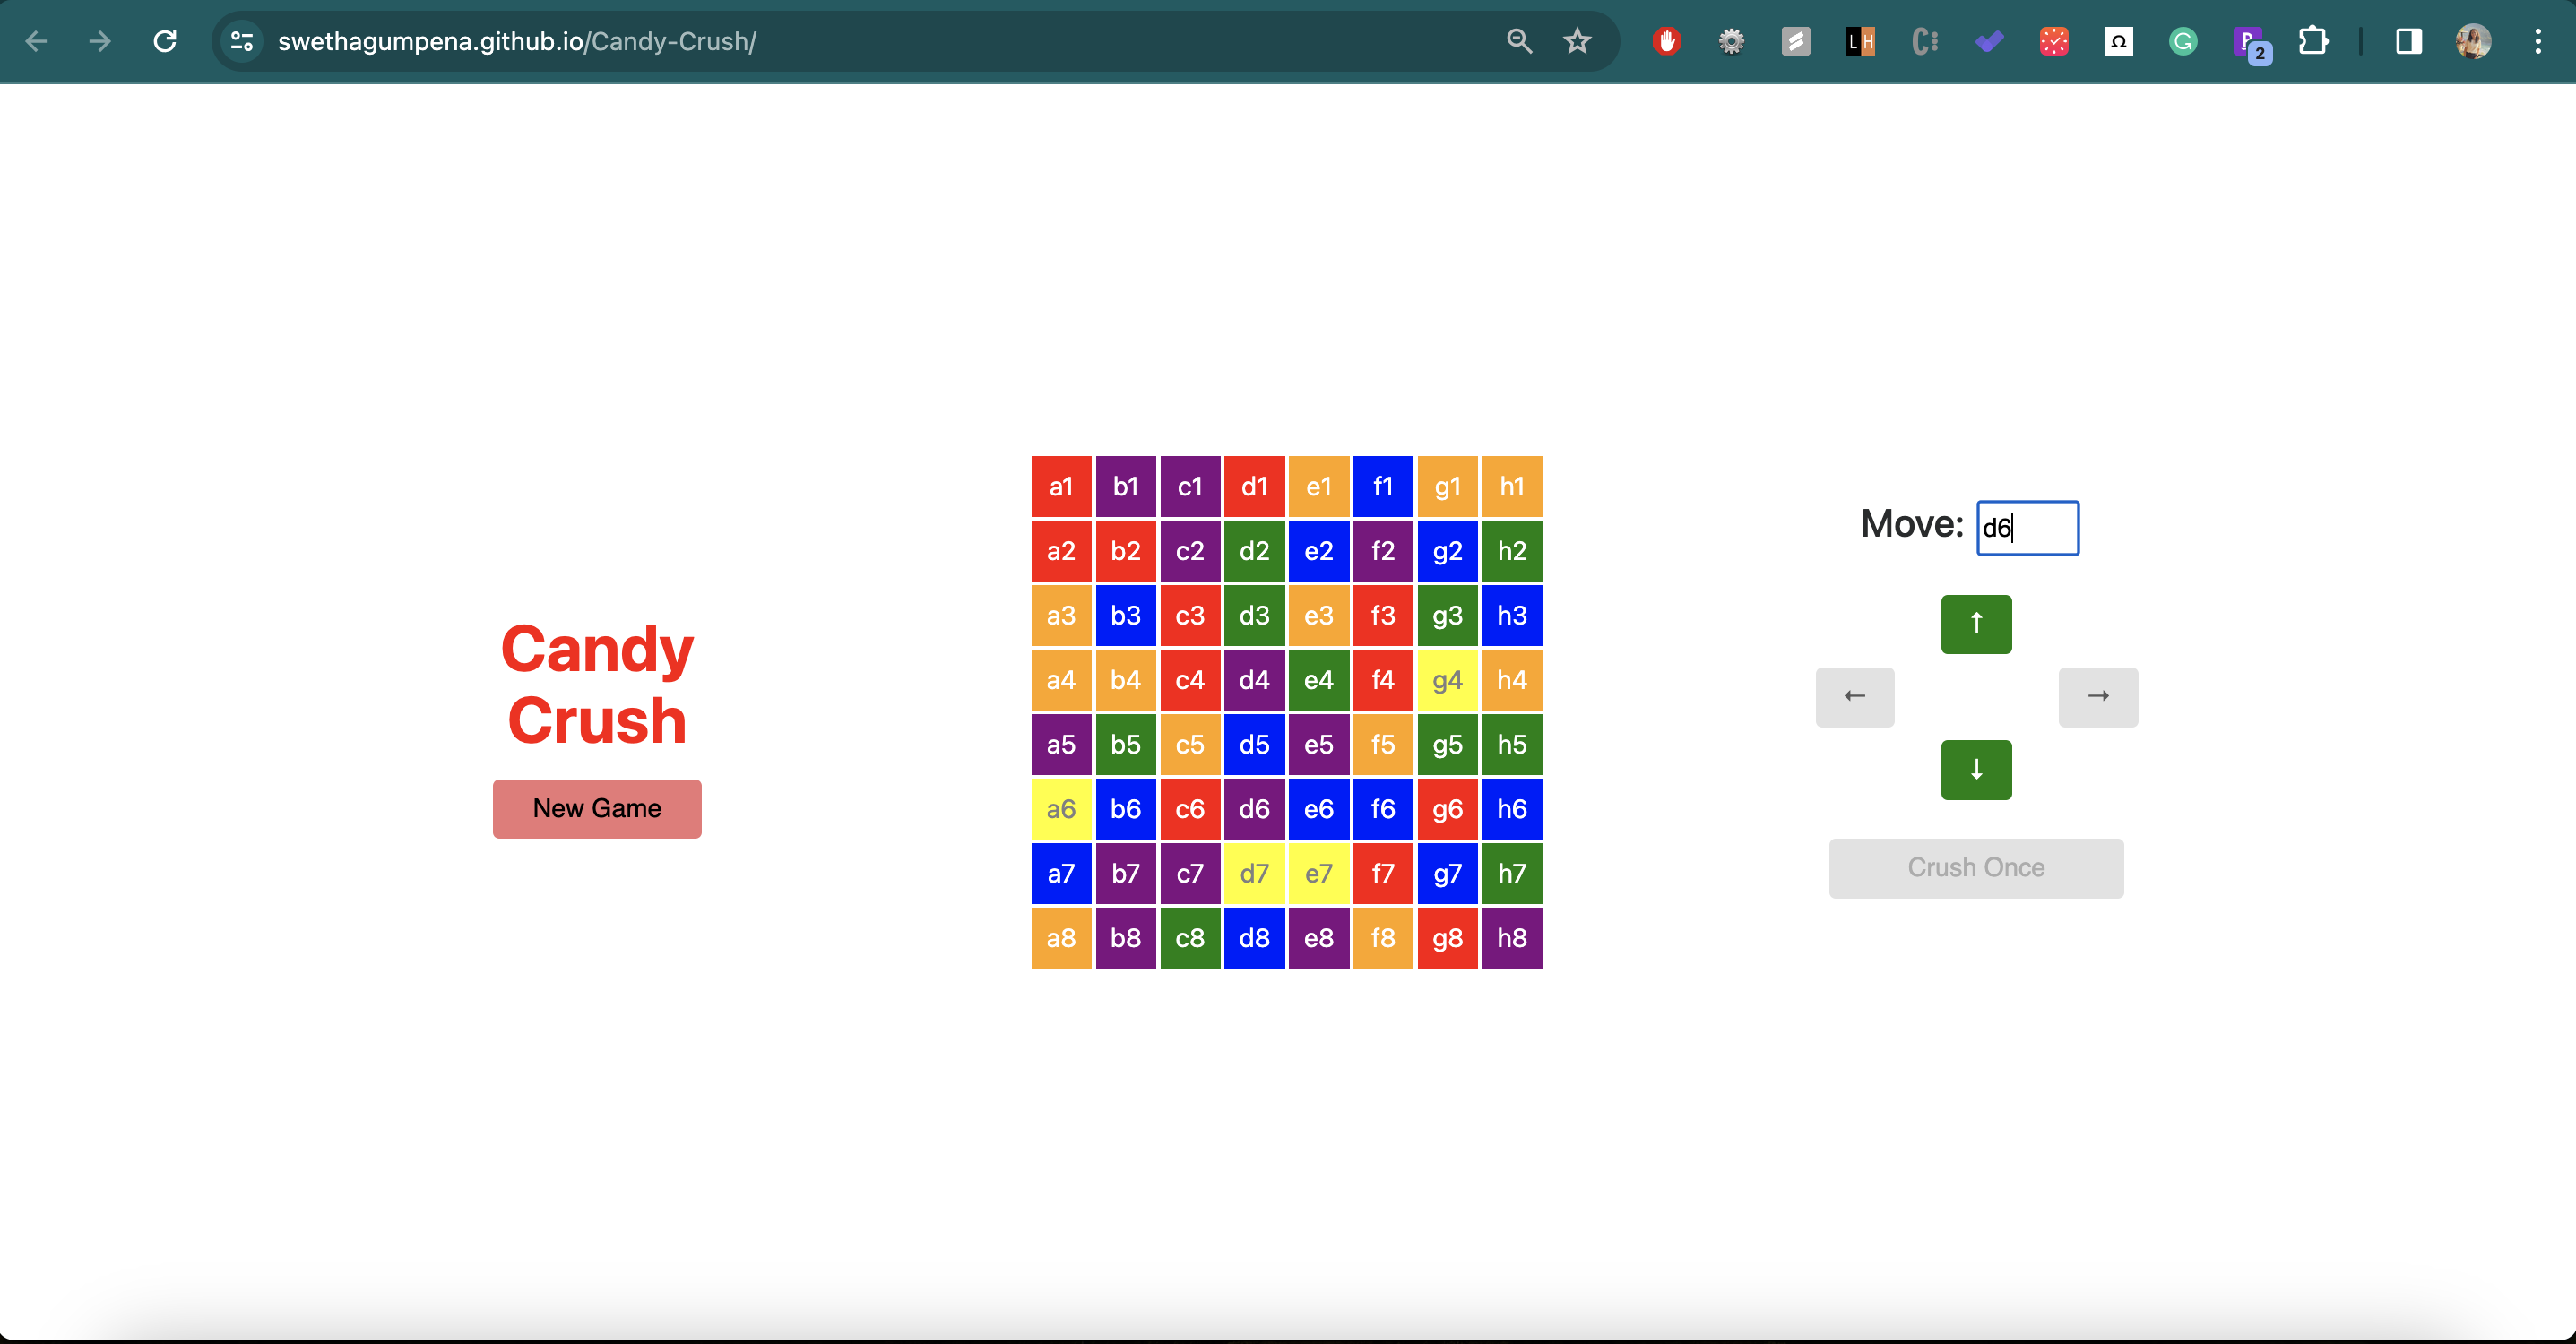 swethagumpena.github.io/Candy-Crush/
L H
Ω
2
a1 b1 c1 d1 e1 f1 g1 h1
a2 b2 c2 d2 e2 f2 g2 h2
a3 b3 c3 d3 e3 f3 g3 h3
a4 b4 c4 d4 e4 f4 g4 h4
a5 b5 c5 d5 e5 f5 g5 h5
a6 b6 c6 d6 e6 f6 g6 h6
a7 b7 c7 d7 e7 f7 g7 h7
a8 b8 c8 d8 e8 f8 g8 h8
Candy
Crush
New Game
Move: d6
↑
← →
↓
Crush Once